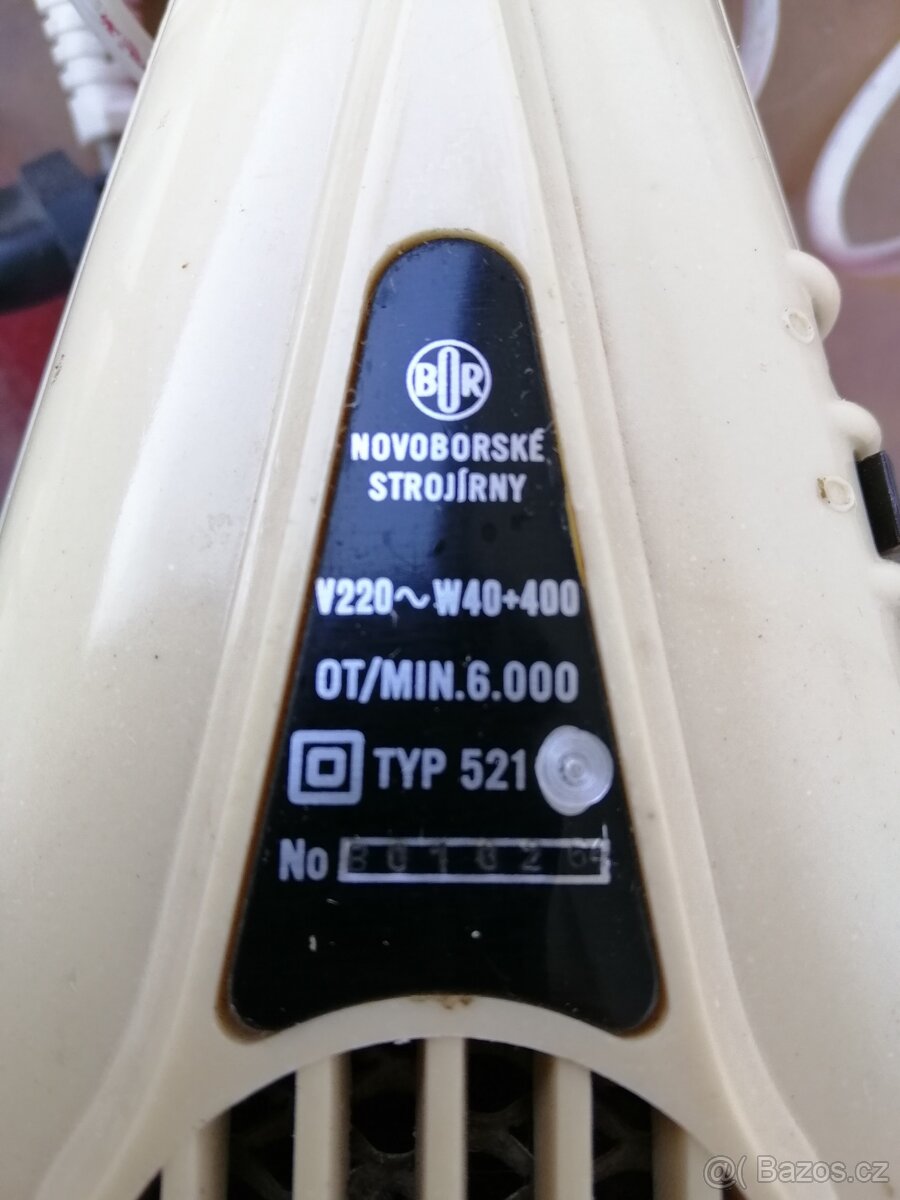 BOR
NOVOBORSKÉ
STROJÍRNY
V220~W40+400
OT/MIN.6.000
TYP 521
No
@( Bazos.cz